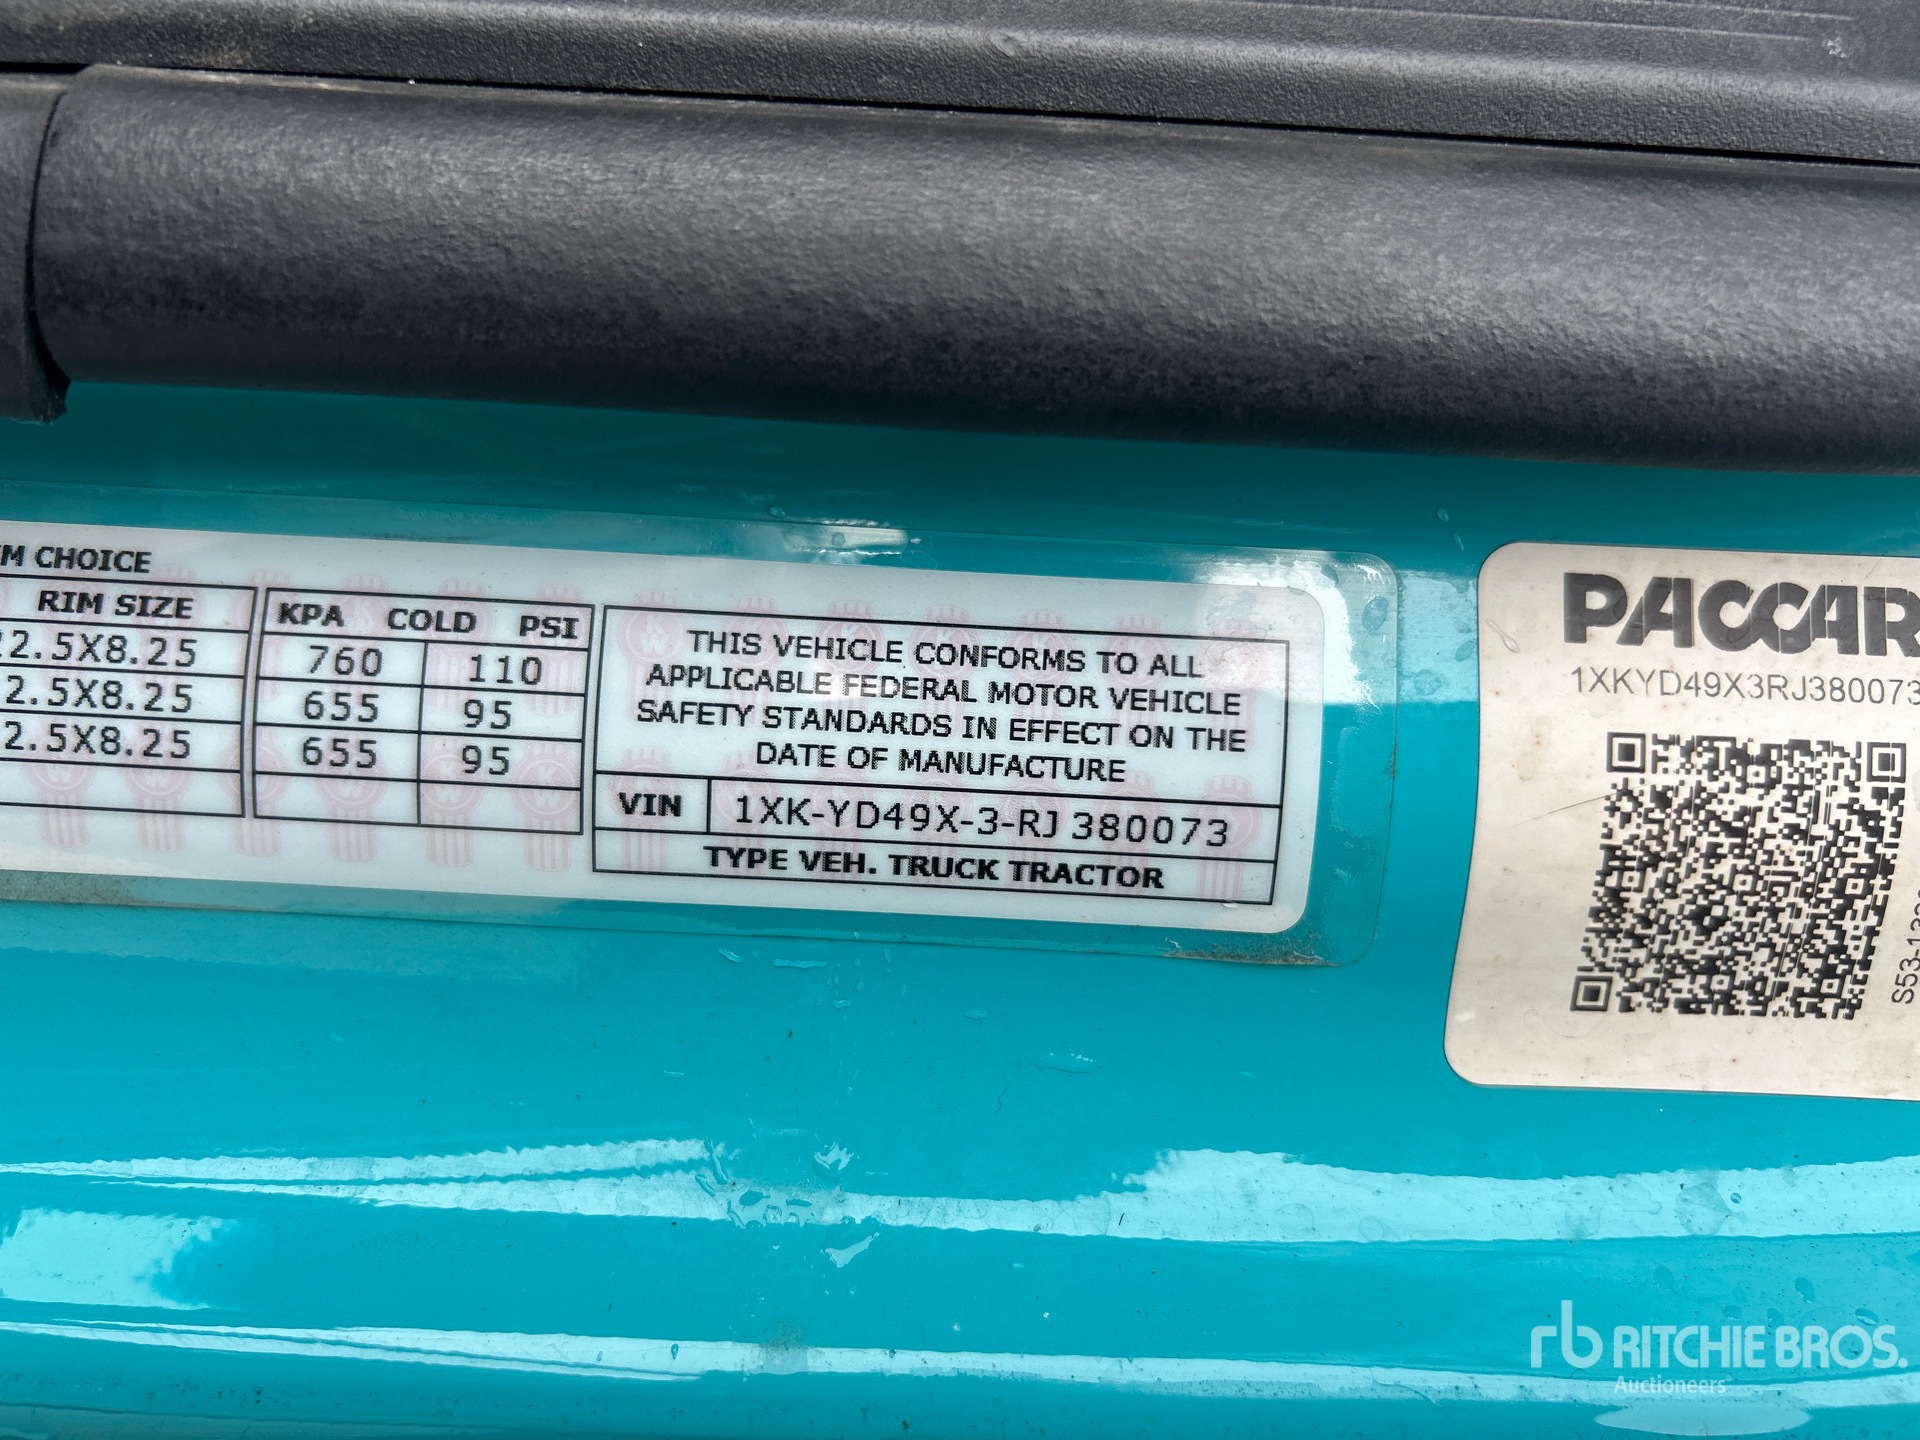 CHOICE
RIM SIZE
KPA COLD PSI
2.5X8.25 760 110
2.5X8.25 655 95
2.5X8.25 655 95
THIS VEHICLE CONFORMS TO ALL
APPLICABLE FEDERAL MOTOR VEHICLE
SAFETY STANDARDS IN EFFECT ON THE
DATE OF MANUFACTURE
VIN 1XK-YD49X-3-RJ 380073
TYPE VEH. TRUCK TRACTOR
PACCAR
1XKYD49X3RJ380073
rb RITCHIE BROS.
Auctioneers